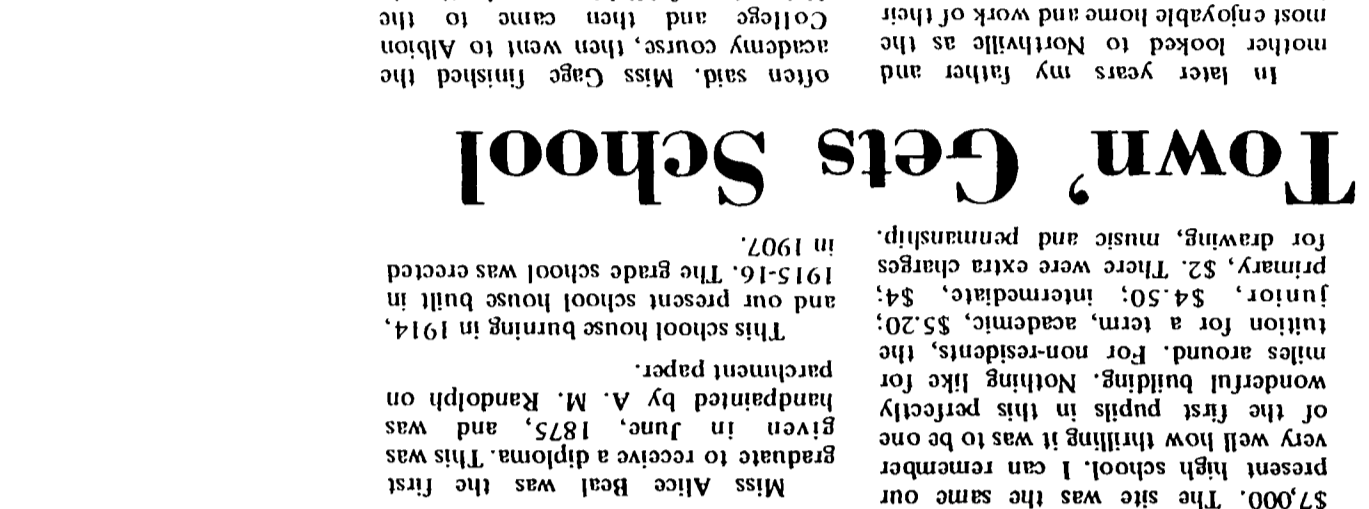 $7,000. The site was the same our
present high school. I can remember
very well how thrilling it was to be one
of the first pupils in this perfectly
wonderful building. Nothing like for
miles around. For non-residents, the
tuition for a term, academic, $5.20;
junior, $4.50; intermediate, $4;
primary, $2. There were extra charges
for drawing, music and penmanship.
Miss Alice Beal was the first
graduate to receive a diploma. This was
given in June, 1875, and was
handpainted by A. M. Randolph on
parchment paper.
This school house burning in 1914,
and our present school house built in
1915-16. The grade school was erected
in 1907.
Town' Gets School
In later years my father and
mother looked to Northville as the
most enjoyable home and work of their
often said. Miss Gage finished the
academy course, then went to Albion
College and then came to the